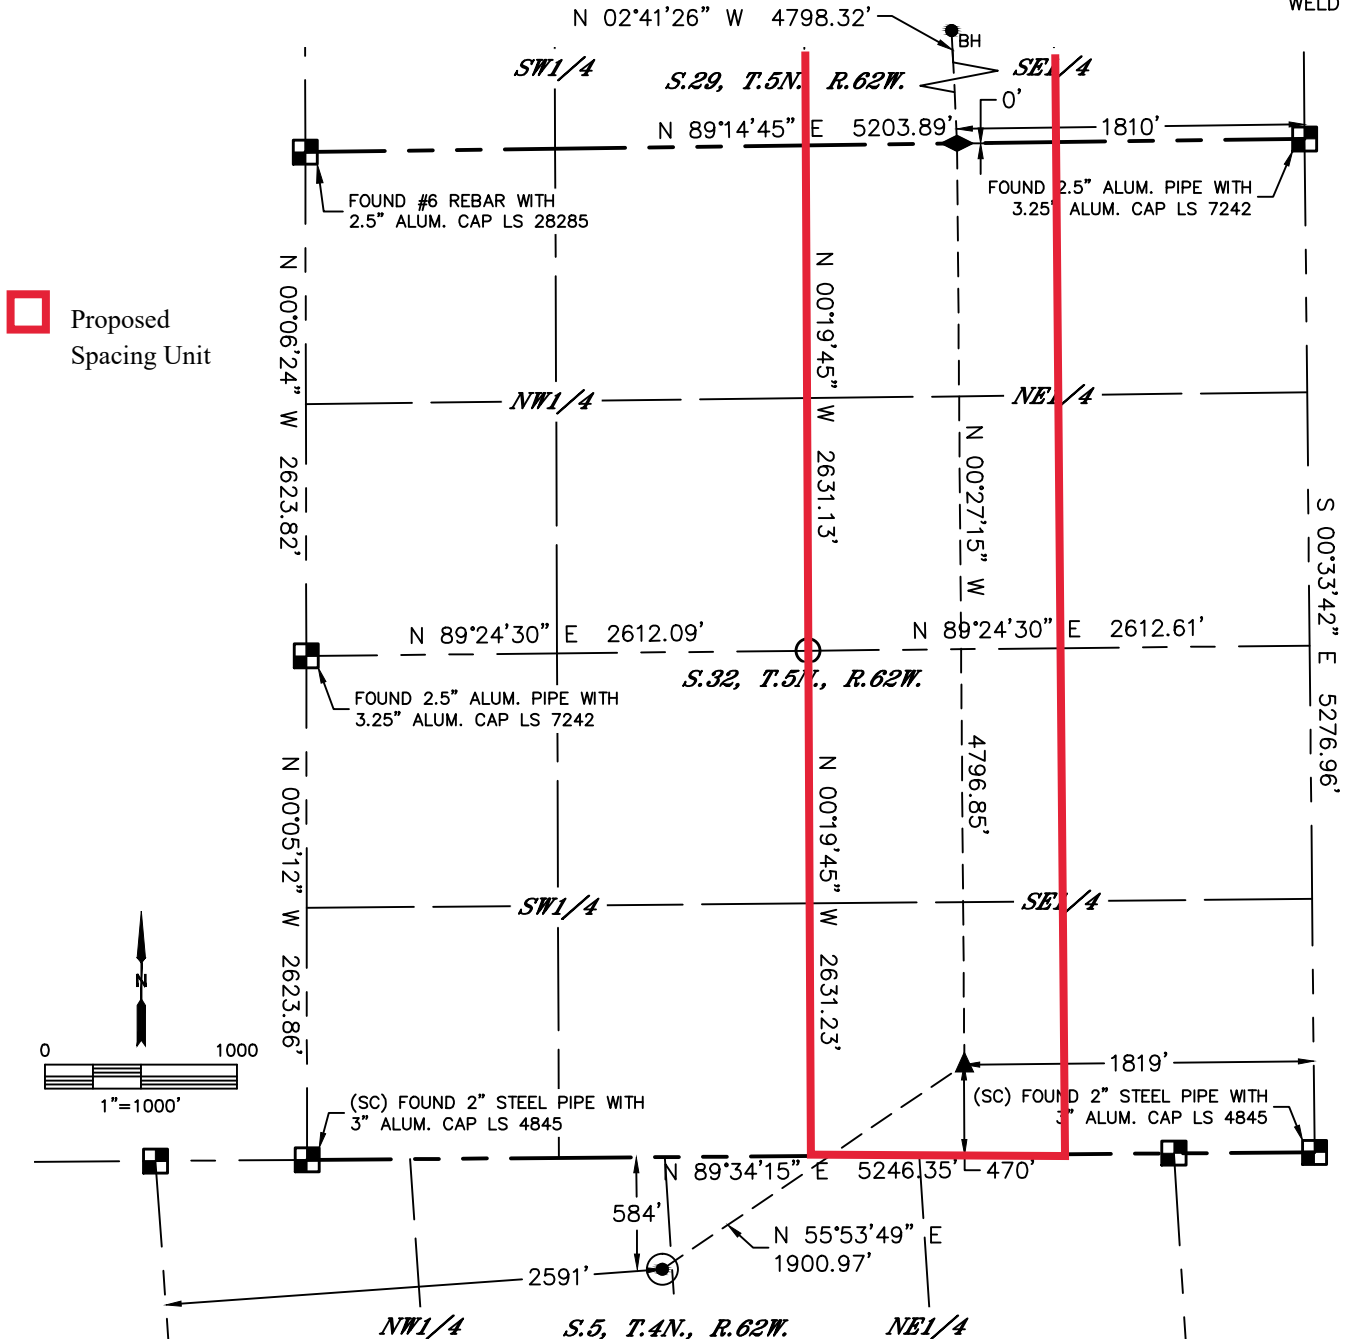 WELD
N 02°41'26" W 4798.32'
BH
SW1/4
SE1/4
S.29, T.5N. R.62W.
0'
N 89°14'45" E 5203.89'
1810'
FOUND #6 REBAR WITH
2.5" ALUM. CAP LS 28285
FOUND 2.5" ALUM. PIPE WITH
3.25" ALUM. CAP LS 7242
N 00°06'24" W 2623.82'
N 00°19'45" W 2631.13'
Proposed
Spacing Unit
NW1/4
NE1/4
N 00°27'15" W 4796.85'
S 00°33'42" E 5276.96'
N 89°24'30" E 2612.09'
N 89°24'30" E 2612.61'
S.32, T.5N., R.62W.
FOUND 2.5" ALUM. PIPE WITH
3.25" ALUM. CAP LS 7242
N 00°05'12" W 2623.86'
N 00°19'45" W 2631.23'
SW1/4
SE1/4
N
0 1000
1"=1000'
1819'
(SC) FOUND 2" STEEL PIPE WITH
3" ALUM. CAP LS 4845
(SC) FOUND 2" STEEL PIPE WITH
3" ALUM. CAP LS 4845
N 89°34'15" E 5246.35'
470'
584'
N 55°53'49" E
1900.97'
2591'
NW1/4
S.5, T.4N., R.62W.
NE1/4